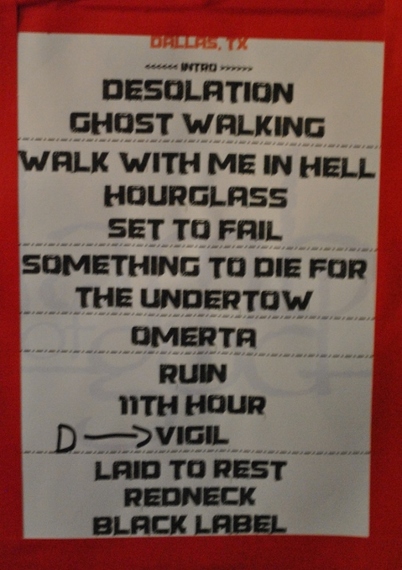 DALLAS, TX
<<<<<< INTRO >>>>>>
DESOLATION
GHOST WALKING
WALK WITH ME IN HELL
HOURGLASS
SET TO FAIL
SOMETHING TO DIE FOR
THE UNDERTOW
OMERTA
RUIN
11TH HOUR
D → VIGIL
LAID TO REST
REDNECK
BLACK LABEL